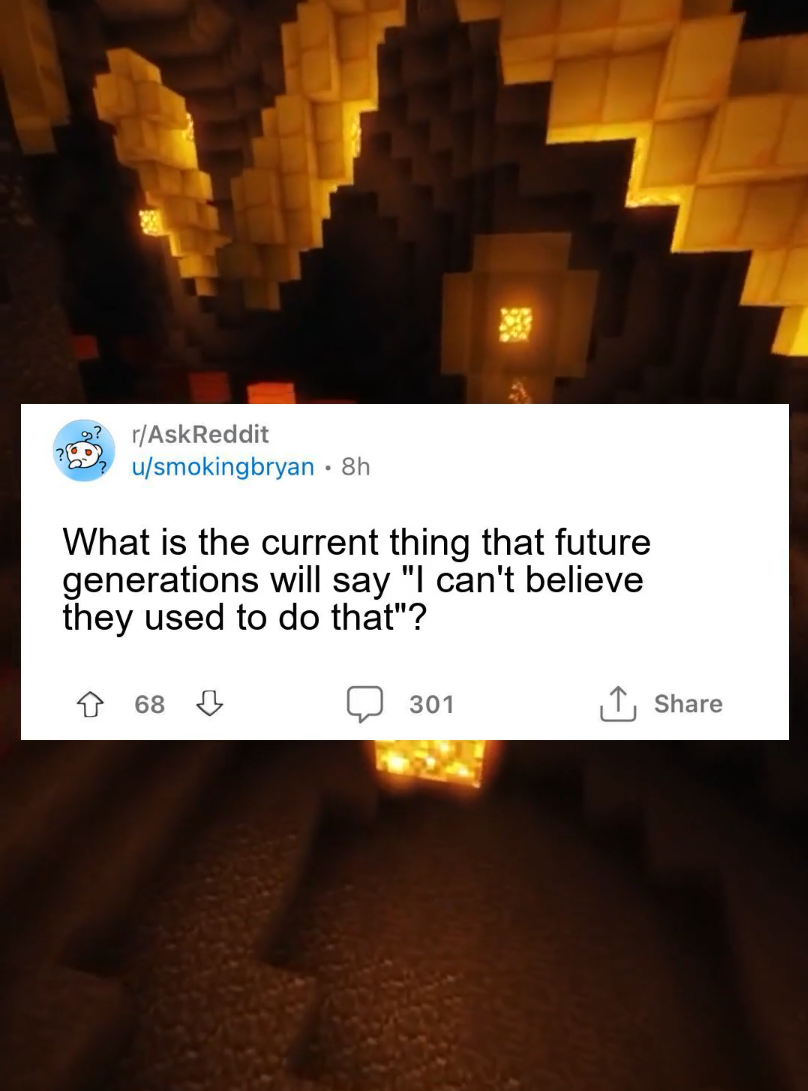 r/AskReddit
u/smokingbryan • 8h
What is the current thing that future
generations will say "I can't believe
they used to do that"?
68 301 Share